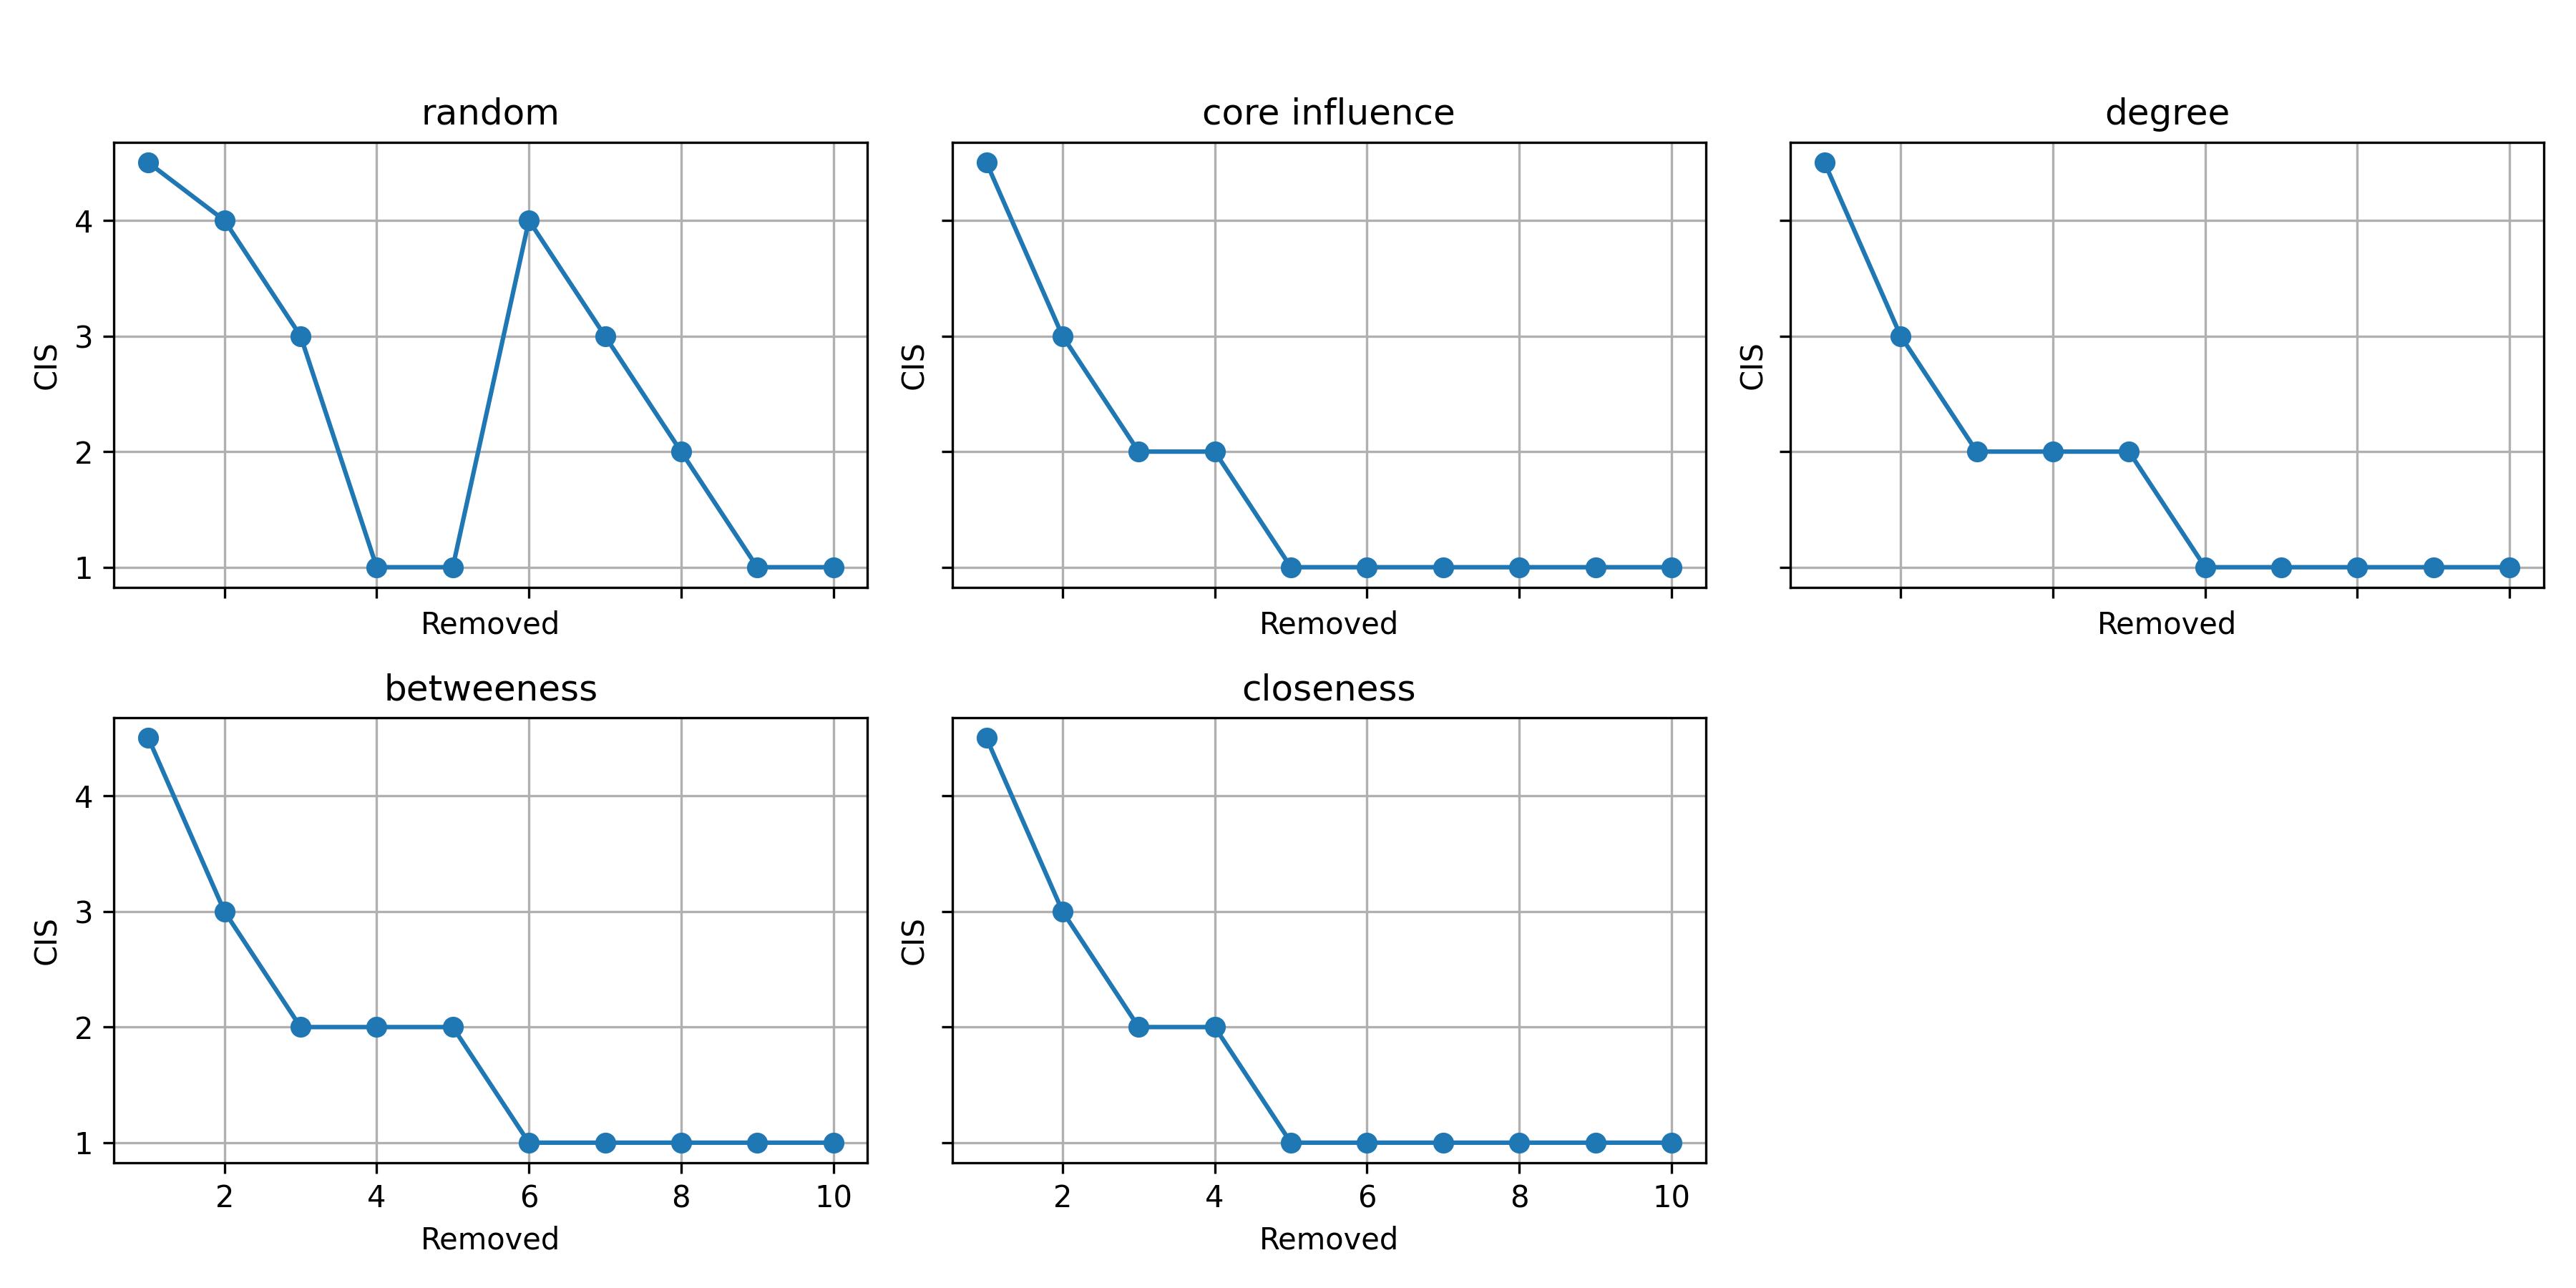 random
core influence
degree
4
3
2
1
CIS
CIS
CIS
Removed
Removed
Removed
betweeness
closeness
4
3
2
1
CIS
CIS
2 4 6 8 10
2 4 6 8 10
Removed
Removed